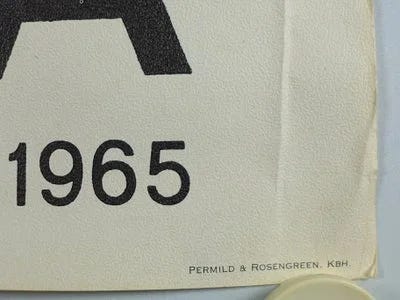 A
1965
PERMILD & ROSENGREEN, KBH.